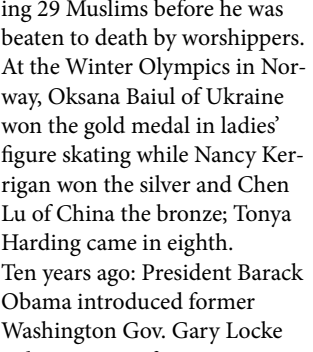 ing 29 Muslims before he was
beaten to death by worshippers.
At the Winter Olympics in Nor-
way, Oksana Baiul of Ukraine
won the gold medal in ladies’
figure skating while Nancy Ker-
rigan won the silver and Chen
Lu of China the bronze; Tonya
Harding came in eighth.
Ten years ago: President Barack
Obama introduced former
Washington Gov. Gary Locke